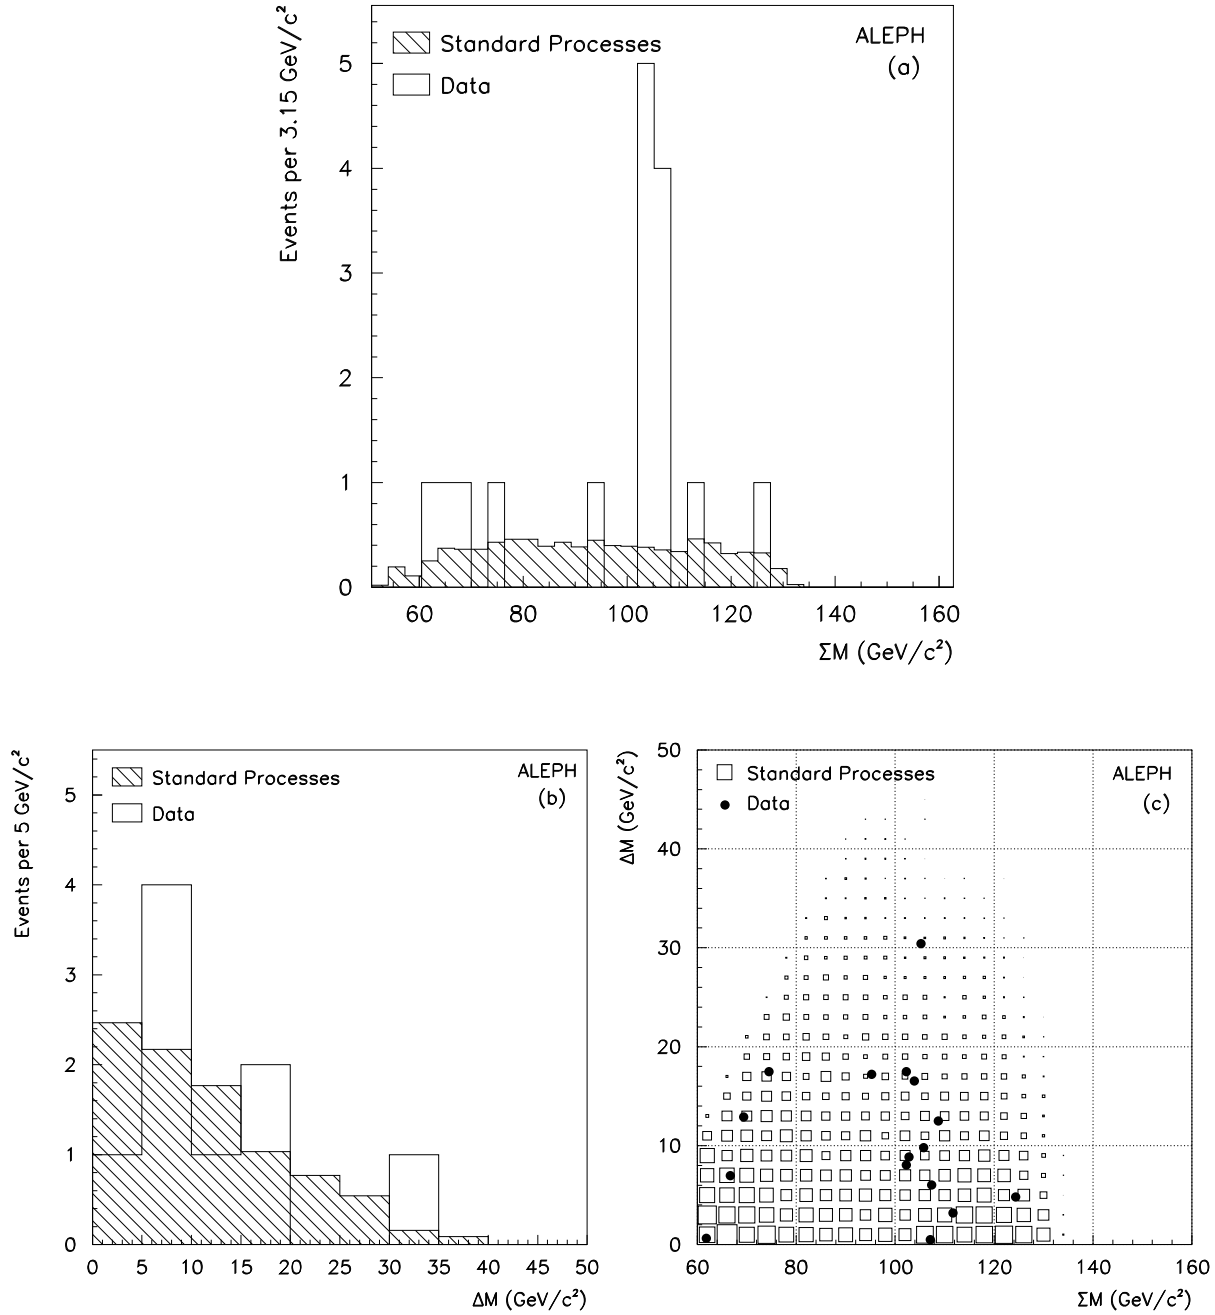 Events per 3.15 GeV/c²
Standard Processes
Data
ALEPH
(a)
5
4
3
2
1
0
60 80 100 120 140 160
ΣM (GeV/c²)
Events per 5 GeV/c²
Standard Processes
Data
ALEPH
(b)
5
4
3
2
1
0
0 5 10 15 20 25 30 35 40 45 50
ΔM (GeV/c²)
ΔM (GeV/c²)
Standard Processes
Data
ALEPH
(c)
50
40
30
20
10
0
60 80 100 120 140 160
ΣM (GeV/c²)